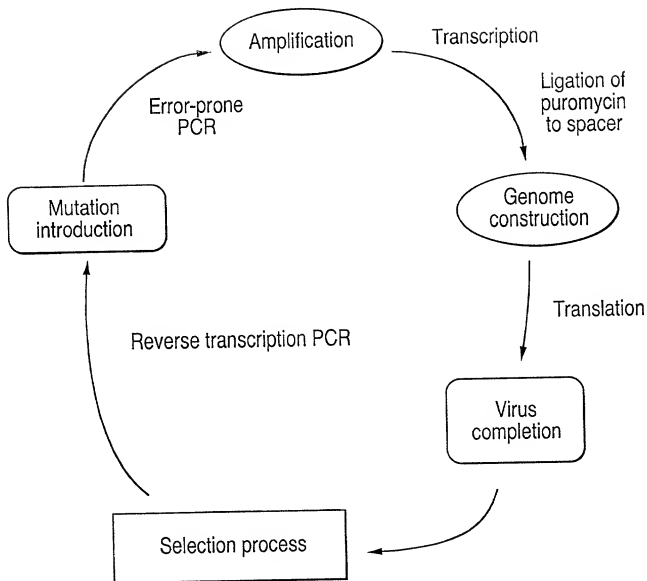 Amplification
Transcription
Ligation of
puromycin
to spacer
Error-prone
PCR
Mutation
introduction
Genome
construction
Translation
Reverse transcription PCR
Virus
completion
Selection process